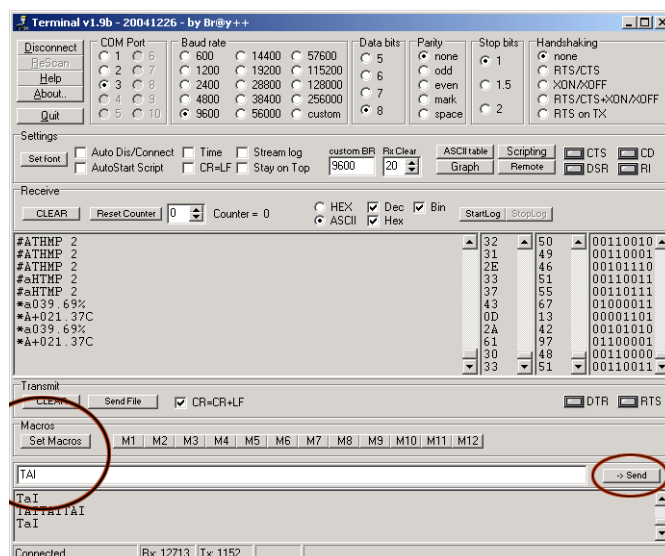 Terminal v1.9b - 20041226 - by Br@y++
Disconnect
ReScan
Help
About..
Quit
COM Port
1 6
2 7
3 8
4 9
5 10
Baud rate
600 14400 57600
1200 19200 115200
2400 28800 128000
4800 38400 256000
9600 56000 custom
Data bits
5
6
7
8
Parity
none
odd
even
mark
space
Stop bits
1
1.5
2
Handshaking
none
RTS/CTS
XON/XOFF
RTS/CTS+XON/XOFF
RTS on TX
Settings
Set font
Auto Dis/Connect Time Stream log
AutoStart Script CR=LF Stay on Top
custom BR Rx Clear
9600 20
ASCII table Scripting
Graph Remote
CTS CD
DSR RI
Receive
CLEAR Reset Counter 0 Counter = 0
HEX Dec Bin
ASCII Hex
StartLog StopLog
#ATHMP 2
#ATHMP 2
#ATHMP 2
#aHTMP 2
#aHTMP 2
*a039.69%
*A+021.37C
*a039.69%
*A+021.37C
32 50 00110010
31 49 00110001
2E 46 00101110
33 51 00110011
37 55 00110111
43 67 01000011
0D 13 00001101
2A 42 00101010
61 97 01100001
30 48 00110000
33 51 00110011
Transmit
CLEAR Send File CR=CR+LF DTR RTS
Macros
Set Macros M1 M2 M3 M4 M5 M6 M7 M8 M9 M10 M11 M12
TAI -> Send
TaI
TAITAITAI
TaI
Connected Rx: 12713 Tx: 1152